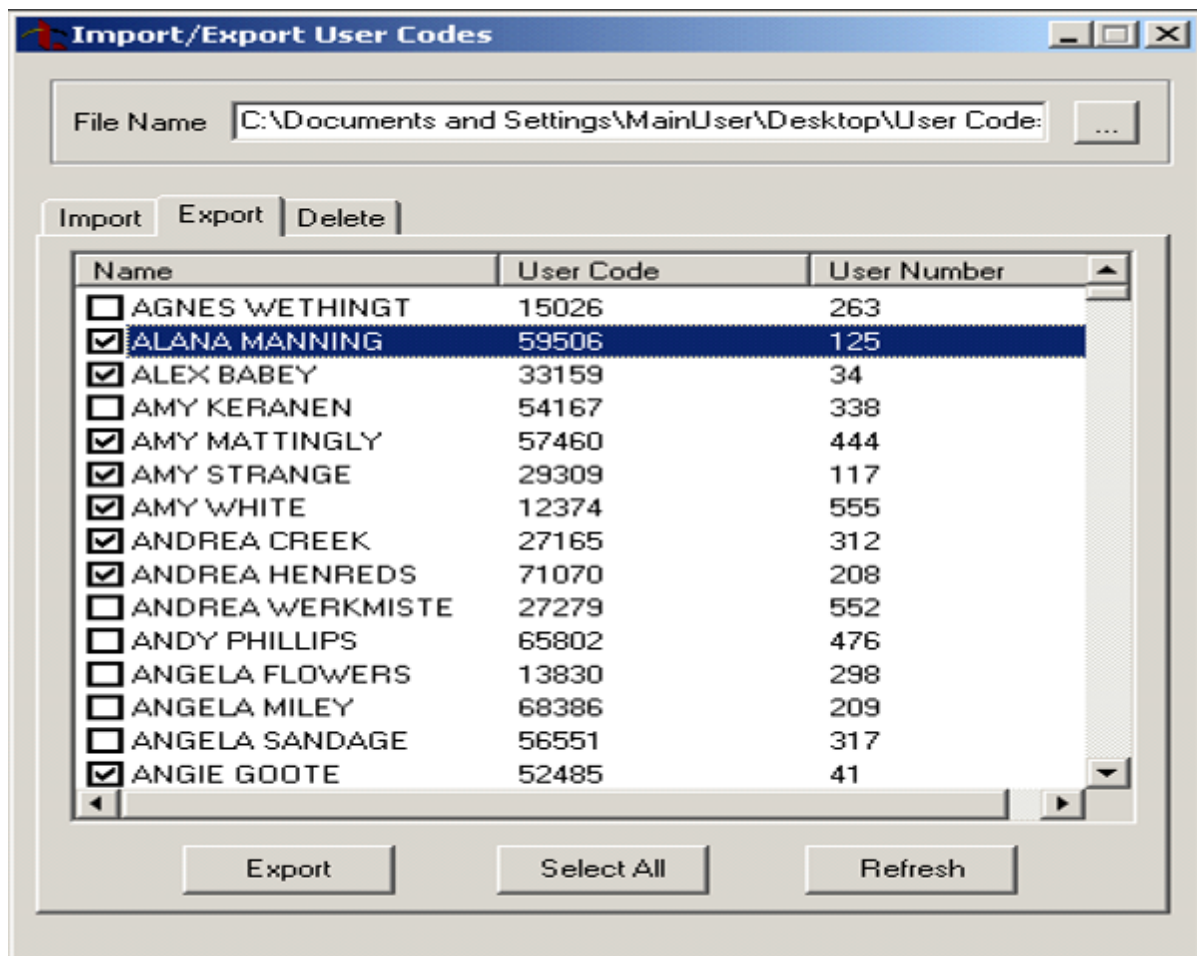 Import/Export User Codes
File Name C:\Documents and Settings\MainUser\Desktop\User Code ...
Import Export Delete
Name User Code User Number
AGNES WETHINGT 15026 263
ALANA MANNING 59506 125
ALEX BABEY 33159 34
AMY KERANEN 54167 338
AMY MATTINGLY 57460 444
AMY STRANGE 29309 117
AMY WHITE 12374 555
ANDREA CREEK 27165 312
ANDREA HENREDS 71070 208
ANDREA WERKMISTE 27279 552
ANDY PHILLIPS 65802 476
ANGELA FLOWERS 13830 298
ANGELA MILEY 68386 209
ANGELA SANDAGE 56551 317
ANGIE GOOTE 52485 41
Export Select All Refresh